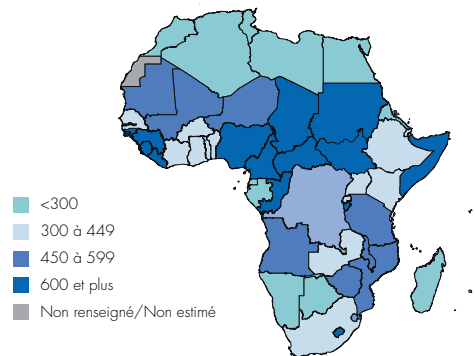 <300
300 à 449
450 à 599
600 et plus
Non renseigné/Non estimé